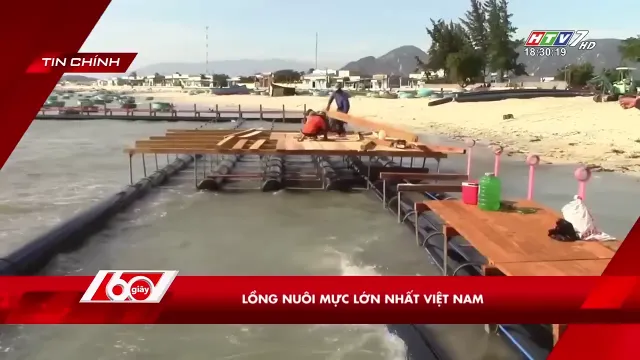 TIN CHÍNH
HTV7 HD
18:30:19
60 giây
LỒNG NUÔI MỰC LỚN NHẤT VIỆT NAM